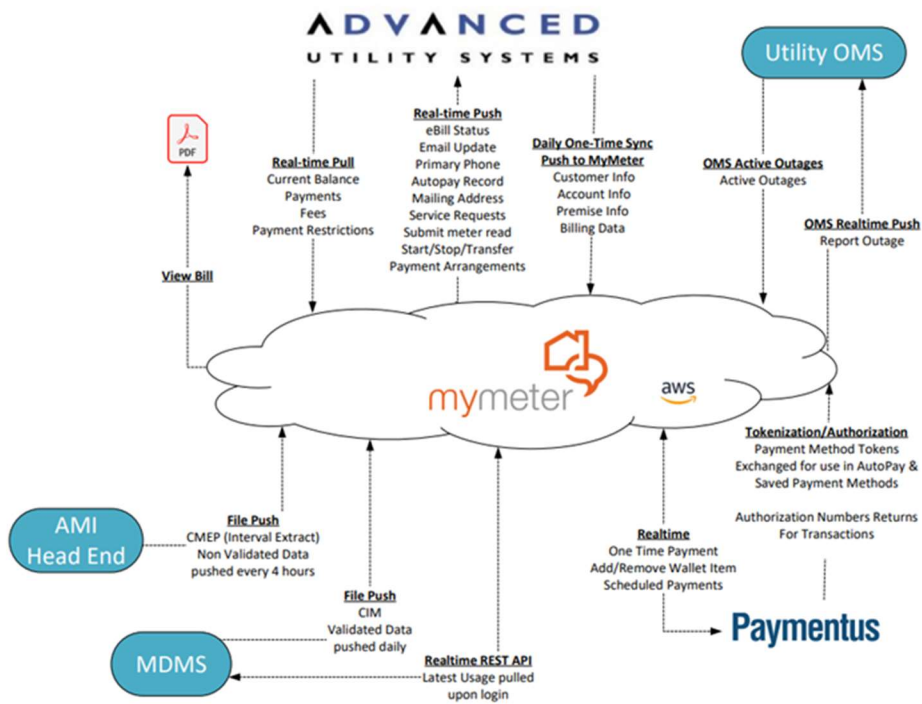 ADVANCED
UTILITY SYSTEMS
Utility OMS
PDF
View Bill
Real-time Pull
Current Balance
Payments
Fees
Payment Restrictions
Real-time Push
eBill Status
Email Update
Primary Phone
Autopay Record
Mailing Address
Service Requests
Submit meter read
Start/Stop/Transfer
Payment Arrangements
Daily One-Time Sync
Push to MyMeter
Customer Info
Account Info
Premise Info
Billing Data
OMS Active Outages
Active Outages
OMS Realtime Push
Report Outage
mymeter
aws
AMI
Head End
File Push
CMEP (Interval Extract)
Non Validated Data
pushed every 4 hours
MDMS
File Push
CIM
Validated Data
pushed daily
Realtime REST API
Latest Usage pulled
upon login
Realtime
One Time Payment
Add/Remove Wallet Item
Scheduled Payments
Tokenization/Authorization
Payment Method Tokens
Exchanged for use in AutoPay &
Saved Payment Methods
Authorization Numbers Returns
For Transactions
Paymentus